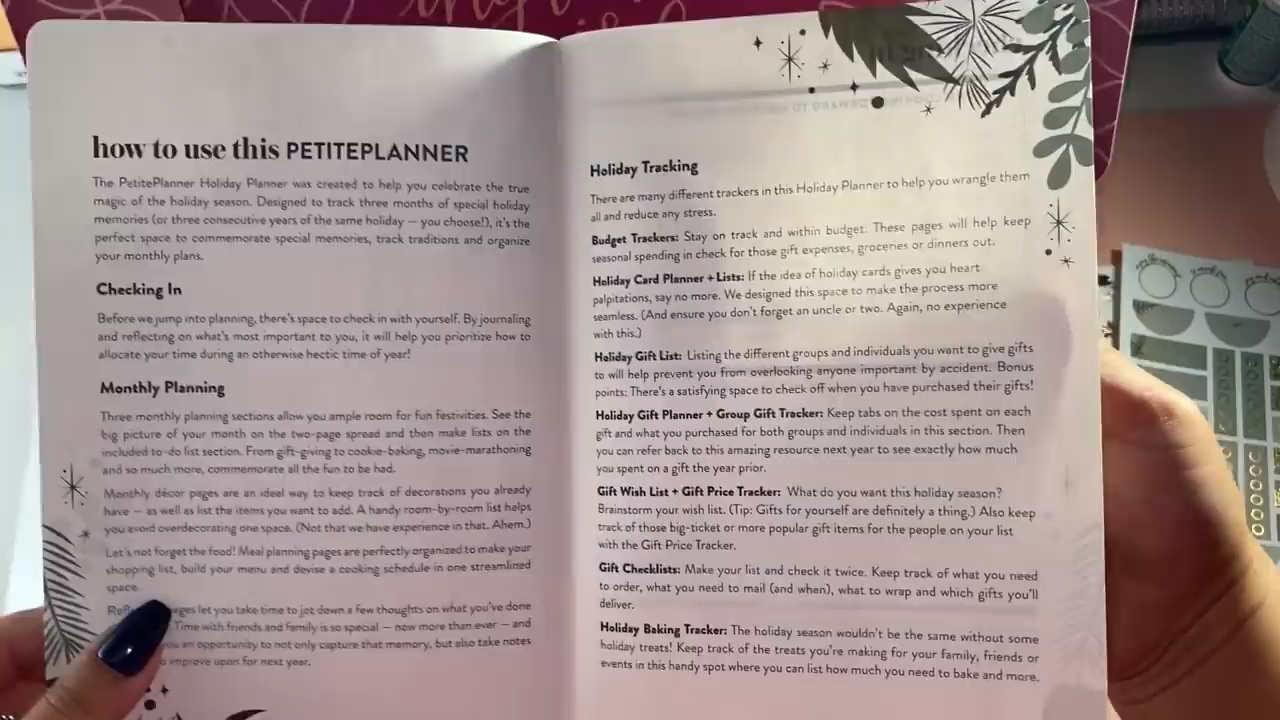 how to use this PETITEPLANNER
The PetitePlanner Holiday Planner was created to help you celebrate the true
magic of the holiday season. Designed to track three months of special holiday
memories (or three consecutive years of the same holiday — you choose!), it's the
perfect space to commemorate special memories, track traditions and organize
your monthly plans.
Checking In
Before we jump into planning, there's space to check in with yourself. By journaling
and reflecting on what's most important to you, it will help you prioritize how to
allocate your time during an otherwise hectic time of year!
Monthly Planning
Three monthly planning sections allow you ample room for fun festivities. See the
big picture of your month on the two-page spread and then make lists on the
included to-do list section. From gift-giving to cookie-baking, movie-marathoning
and so much more, commemorate all the fun to be had.
Monthly décor pages are an ideal way to keep track of decorations you already
have — as well as list the items you want to add. A handy room-by-room list helps
you avoid overdecorating one space. (Not that we have experience in that. Ahem.)
Let's not forget the food! Meal planning pages are perfectly organized to make your
shopping list, build your menu and devise a cooking schedule in one streamlined
space.
let you take time to jot down a few thoughts on what you've done
Time with friends and family is so special — now more than ever — and
you an opportunity to not only capture that memory, but also take notes
improve upon for next year.
Holiday Tracking
There are many different trackers in this Holiday Planner to help you wrangle them
all and reduce any stress.
Budget Trackers: Stay on track and within budget. These pages will help keep
seasonal spending in check for those gift expenses, groceries or dinners out.
Holiday Card Planner + Lists: If the idea of holiday cards gives you heart
palpitations, say no more. We designed this space to make the process more
seamless. (And ensure you don't forget an uncle or two. Again, no experience
with this.)
Holiday Gift List: Listing the different groups and individuals you want to give gifts
to will help prevent you from overlooking anyone important by accident. Bonus
points: There's a satisfying space to check off when you have purchased their gifts!
Holiday Gift Planner + Group Gift Tracker: Keep tabs on the cost spent on each
gift and what you purchased for both groups and individuals in this section. Then
you can refer back to this amazing resource next year to see exactly how much
you spent on a gift the year prior.
Gift Wish List + Gift Price Tracker: What do you want this holiday season?
Brainstorm your wish list. (Tip: Gifts for yourself are definitely a thing.) Also keep
track of those big-ticket or more popular gift items for the people on your list
with the Gift Price Tracker.
Gift Checklists: Make your list and check it twice. Keep track of what you need
to order, what you need to mail (and when), what to wrap and which gifts you'll
deliver.
Holiday Baking Tracker: The holiday season wouldn't be the same without some
holiday treats! Keep track of the treats you're making for your family, friends or
events in this handy spot where you can list how much you need to bake and more.